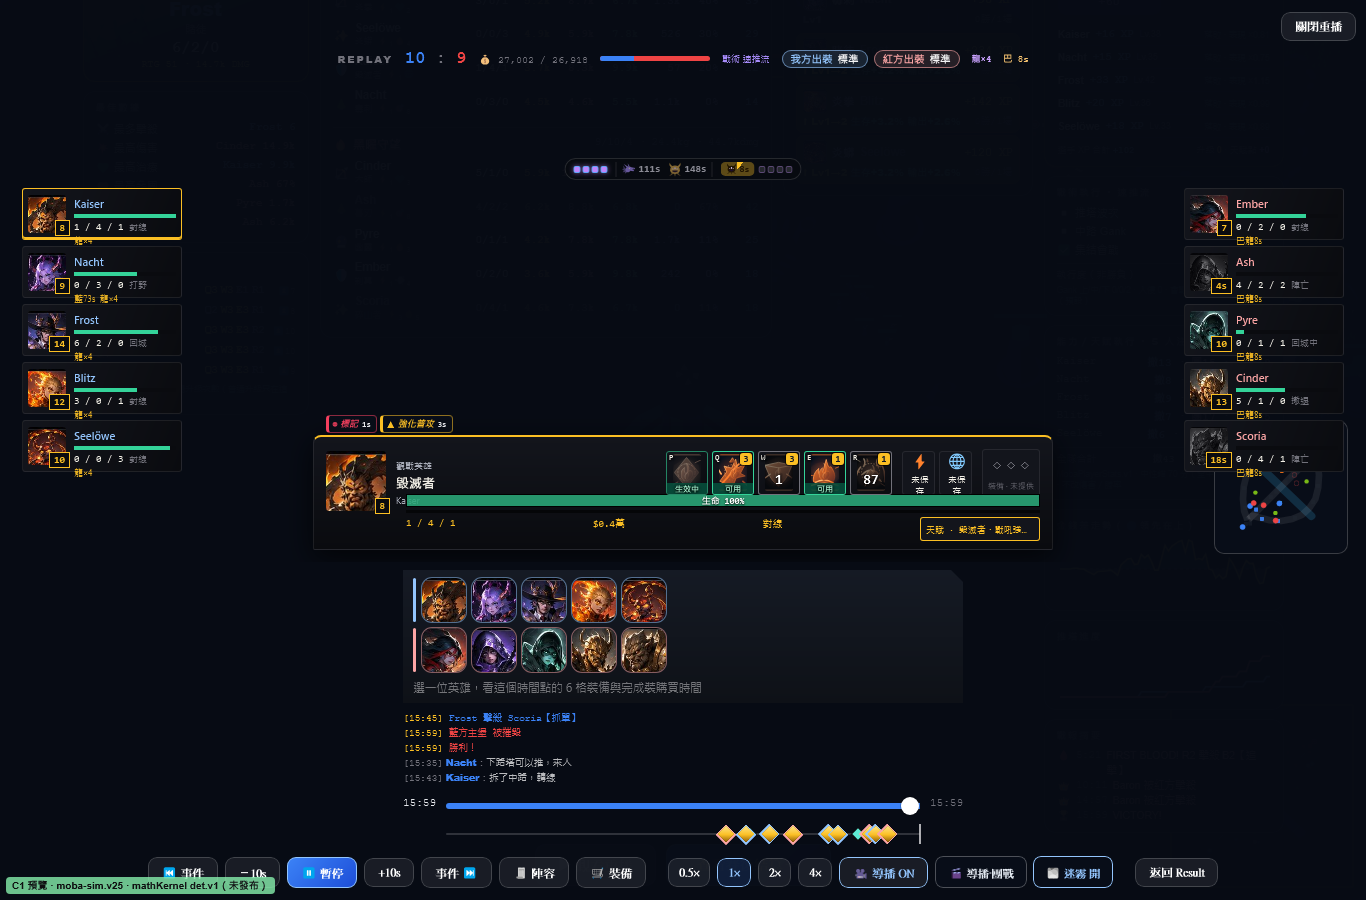 關閉重播
REPLAY 10 : 9 27,002 / 26,918 戰術 速推流 我方出裝 標準 紅方出裝 標準 龍×4 巴 8s
111s 148s 8s
Kaiser
8 1 / 4 / 1 對線
龍×4
Nacht
9 0 / 3 / 0 打野
藍73s 龍×4
Frost
14 6 / 2 / 0 回城
龍×4
Blitz
12 3 / 0 / 1 對線
龍×4
Seelöwe
10 0 / 0 / 3 對線
龍×4
Ember
7 0 / 2 / 0 對線
巴龍8s
Ash
4s 4 / 2 / 2 陣亡
巴龍8s
Pyre
10 0 / 1 / 1 回城中
巴龍8s
Cinder
13 5 / 1 / 0 撤退
巴龍8s
Scoria
18s 0 / 4 / 1 陣亡
巴龍8s
標記 1s 強化普攻 3s
觀戰英雄
毀滅者
8
P 生效中
Q 3 可用
W 3 1
E 1 可用
R 1 87
未保存
未保存
裝備 · 未提供
生命 100%
1 / 4 / 1 $0.4萬 對線 天賦 · 毀滅者 · 戰吼強…
選一位英雄，看這個時間點的 6 格裝備與完成裝購買時間
[15:45] Frost 擊殺 Scoria【抓單】
[15:59] 藍方主堡 被摧毀
[15:59] 勝利！
[15:35] Nacht：下路塔可以推，來人
[15:43] Kaiser：拆了中路，轉線
15:59 15:59
事件 −10s 暫停 +10s 事件 陣容 裝備 0.5× 1× 2× 4× 導播 ON 導播·團戰 迷霧 開 返回 Result
C1 預覽 · moba-sim.v25 · mathKernel det.v1（未發布）